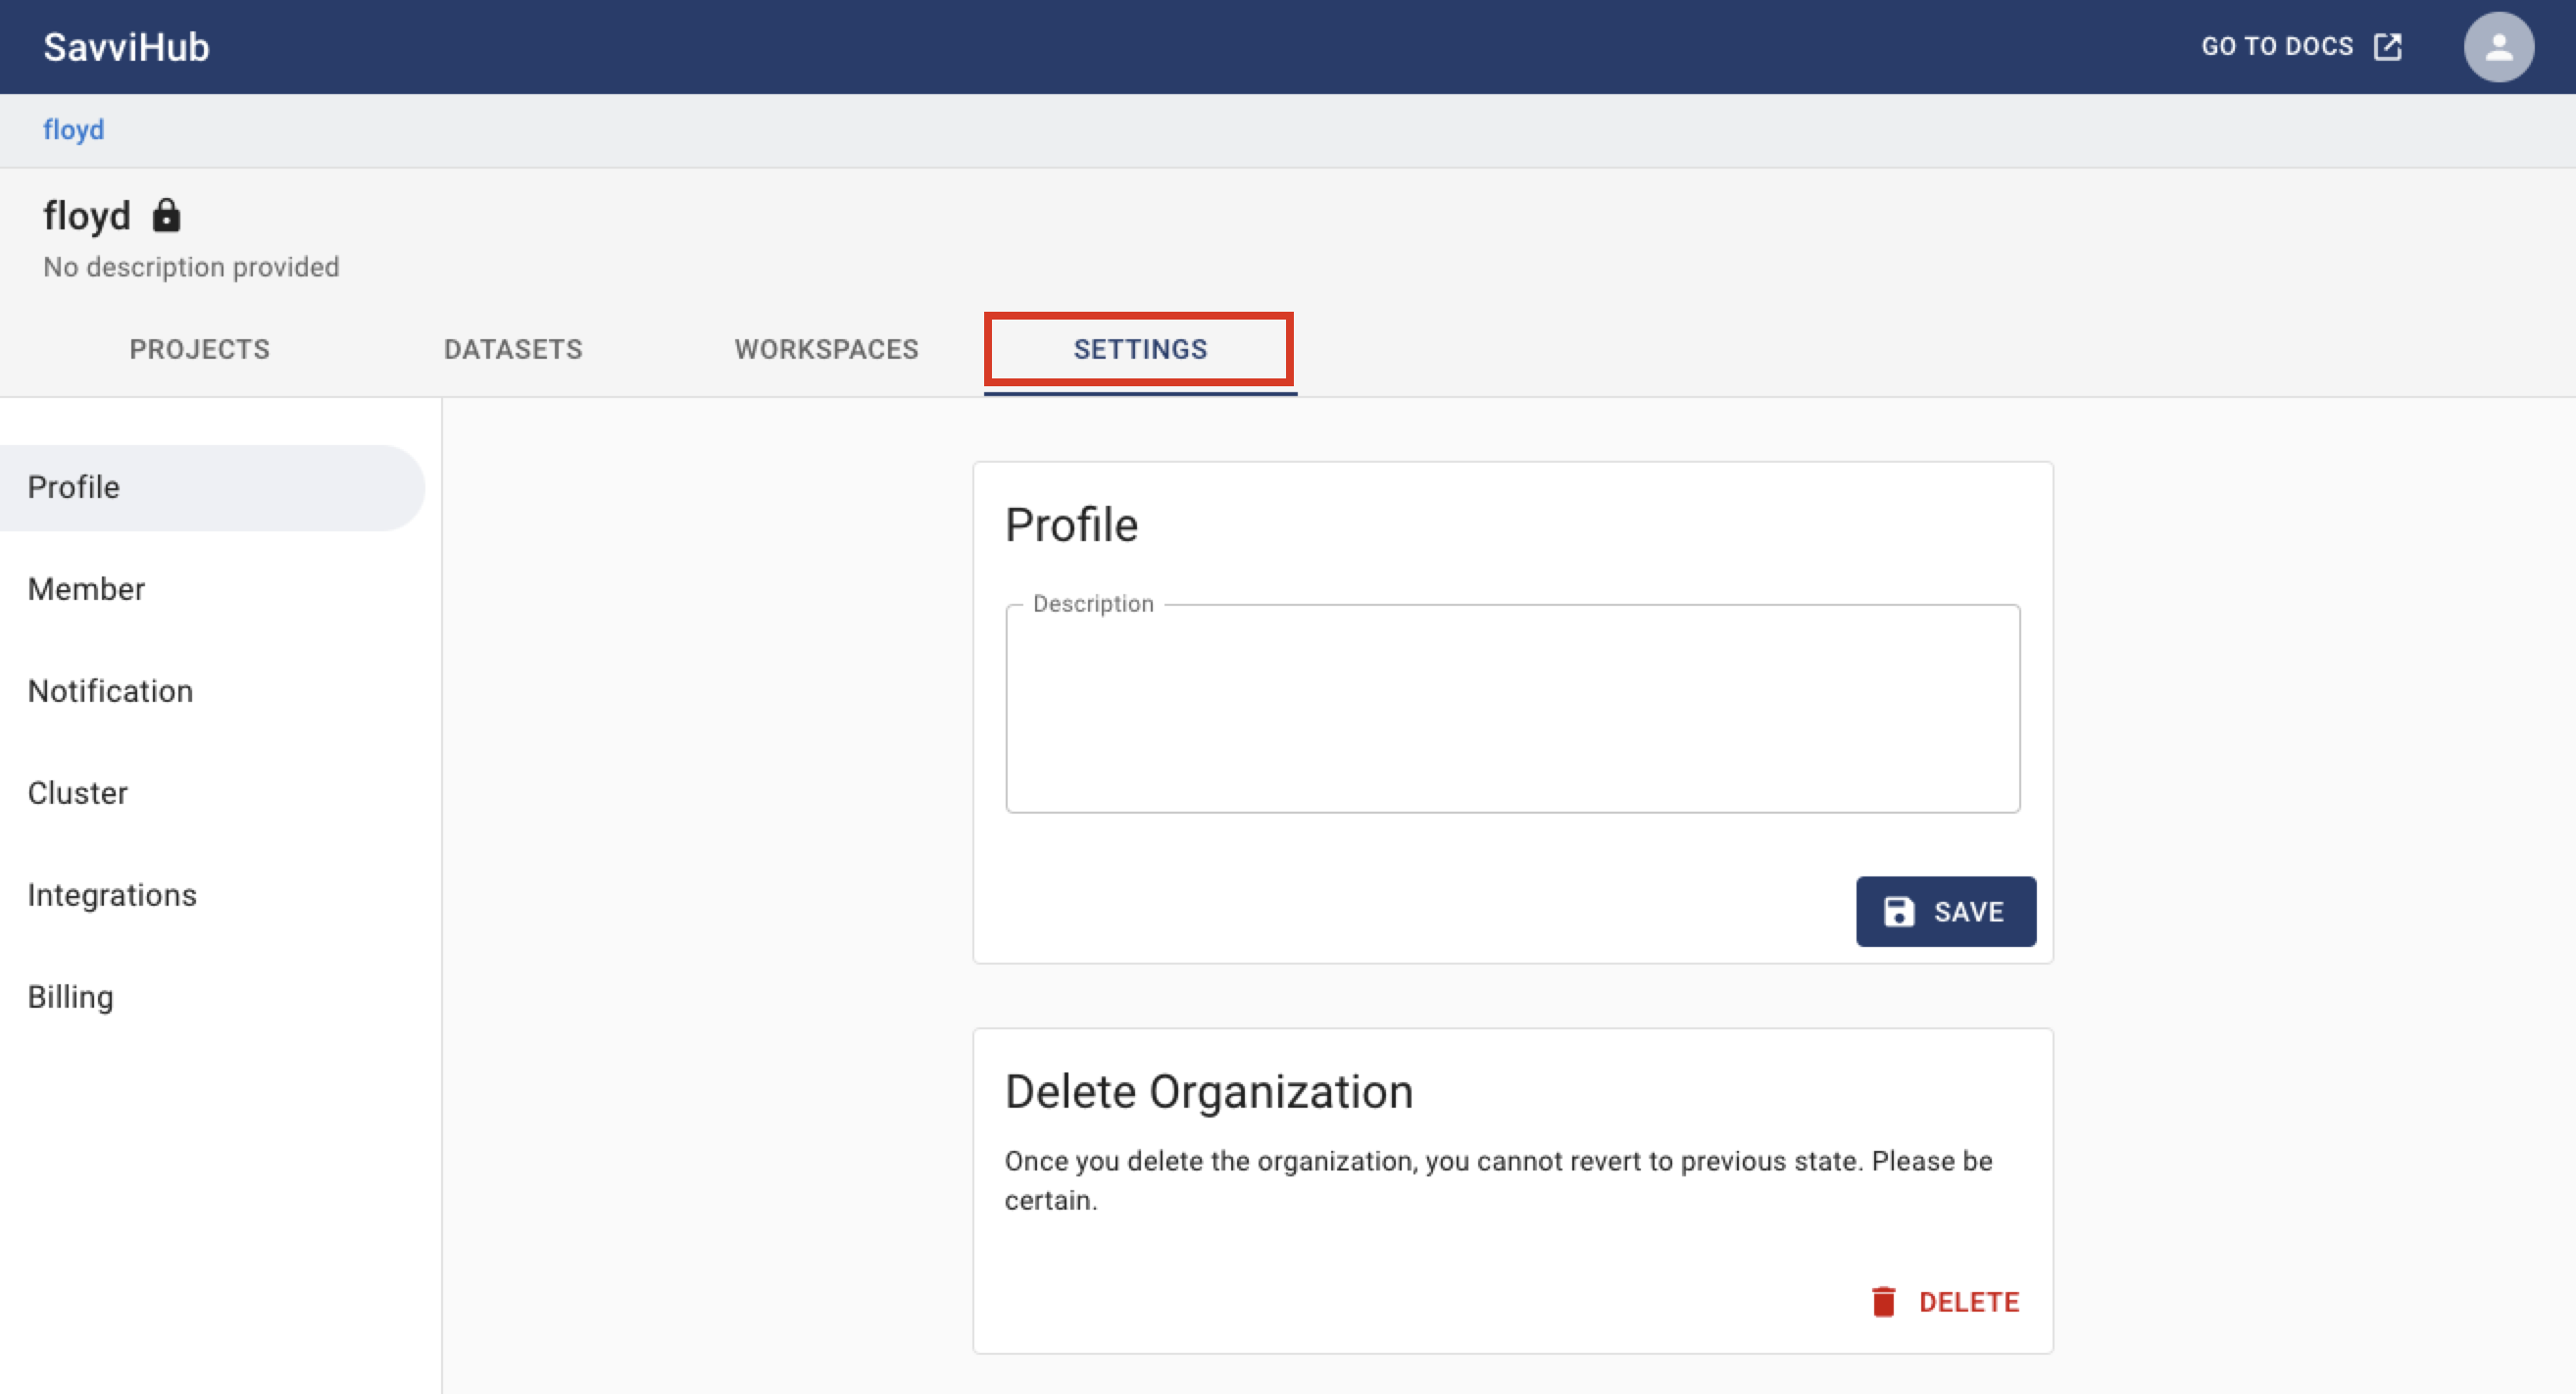 SavviHub
GO TO DOCS
floyd
floyd
No description provided
PROJECTS
DATASETS
WORKSPACES
SETTINGS
Profile
Member
Notification
Cluster
Integrations
Billing
Profile
Description
SAVE
Delete Organization
Once you delete the organization, you cannot revert to previous state. Please be
certain.
DELETE